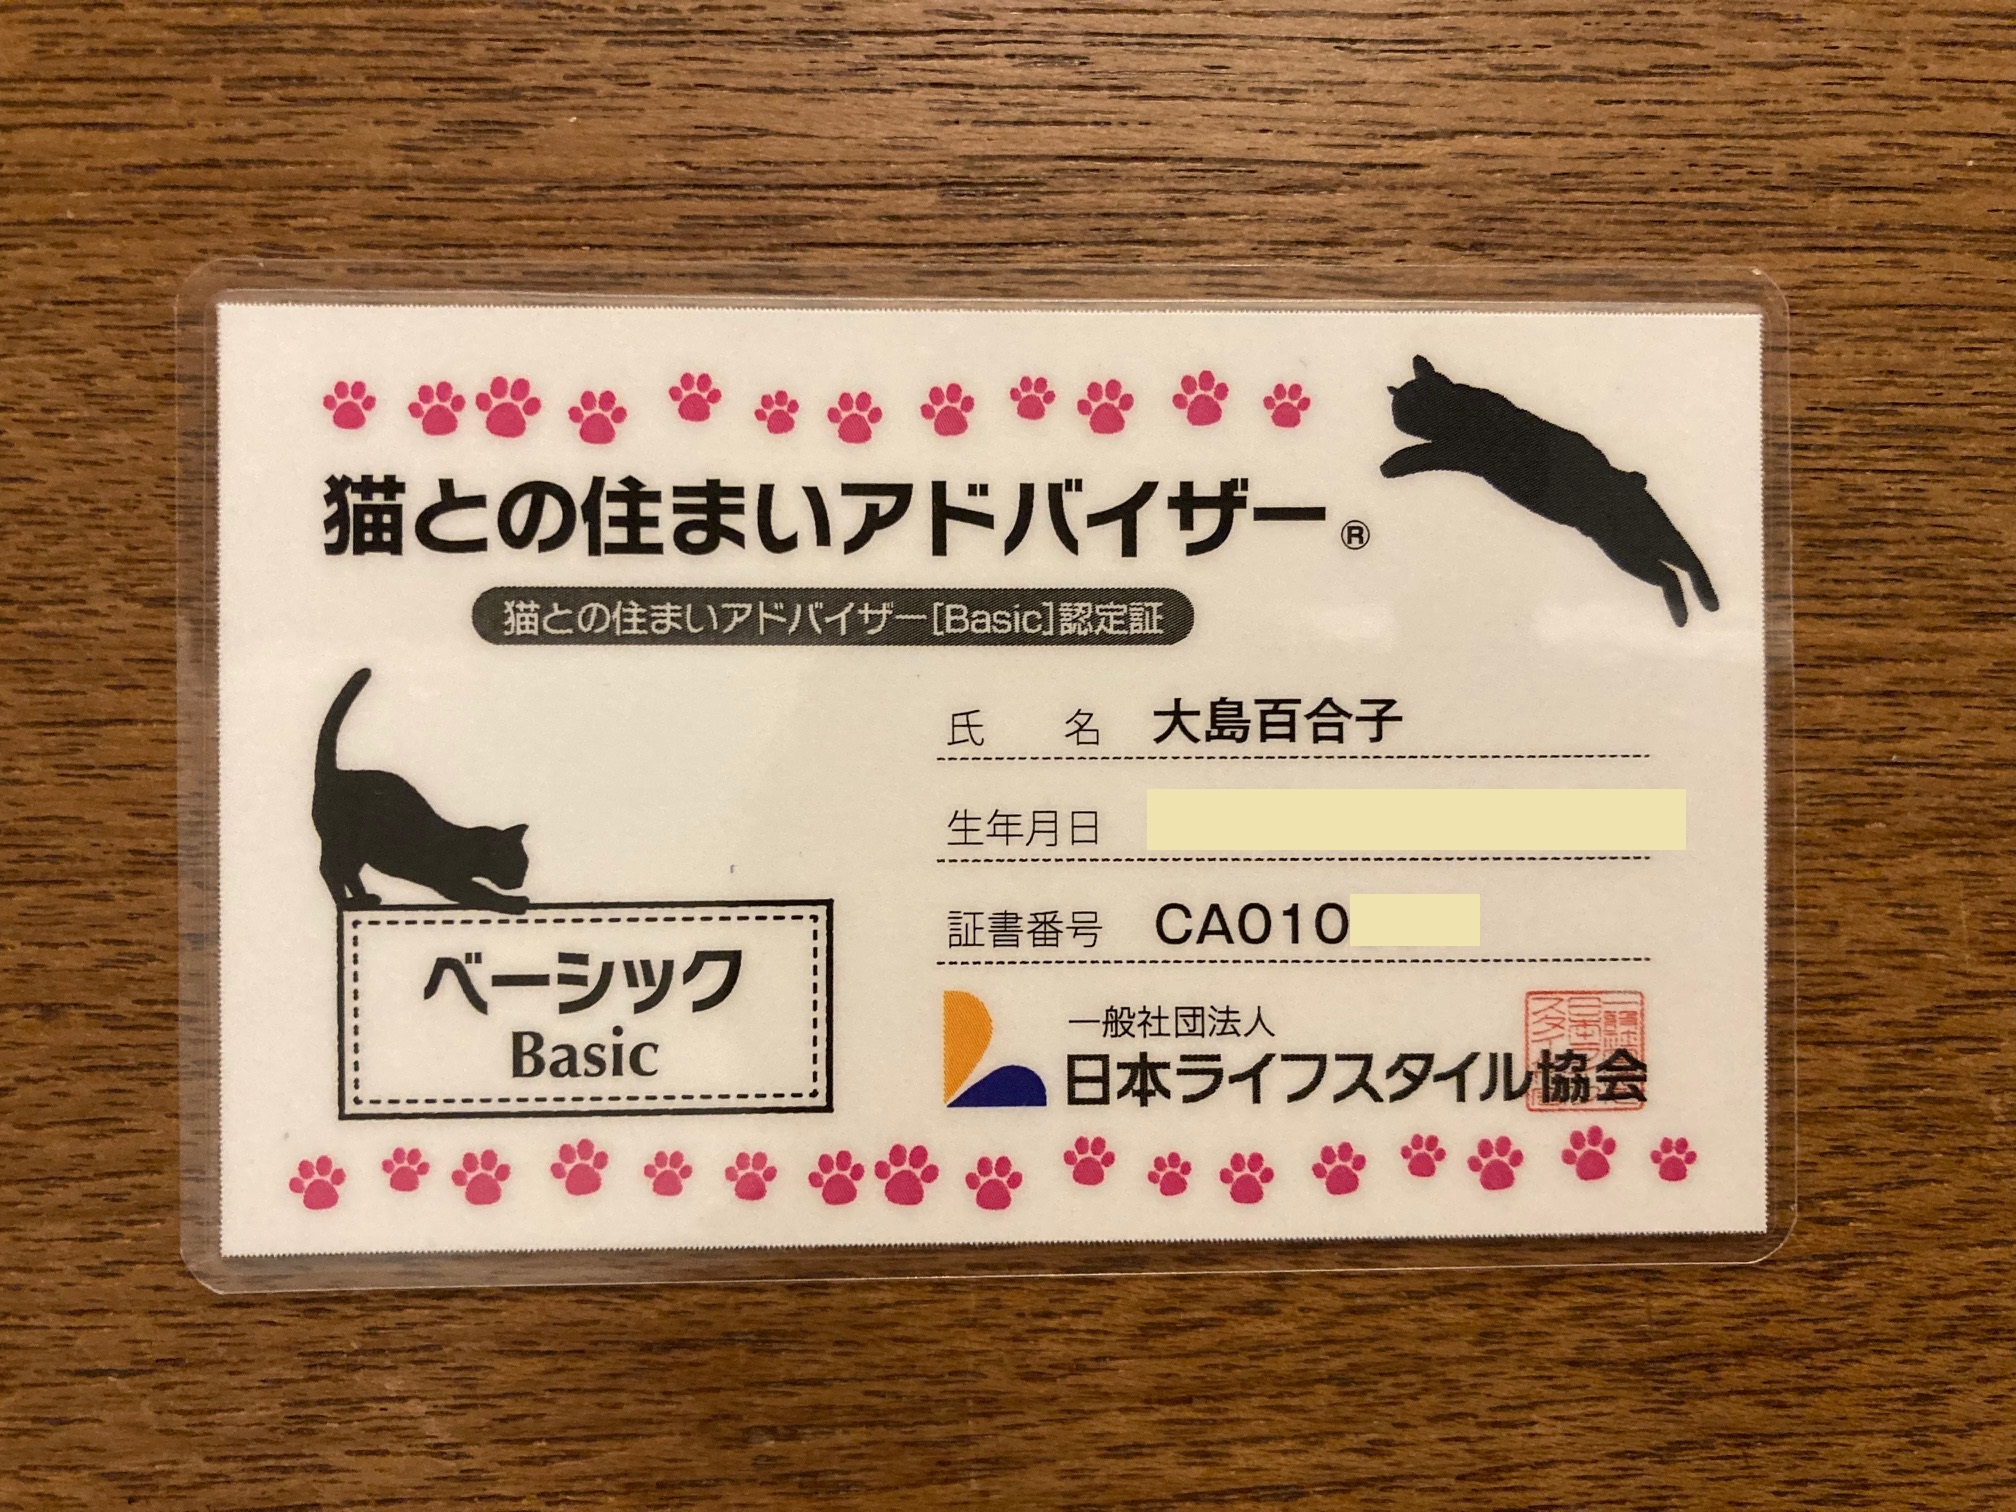 猫との住まいアドバイザー®
猫との住まいアドバイザー[Basic]認定証
氏 名 大島百合子
生年月日
証書番号 CA010
ベーシック
Basic
一般社団法人
日本ライフスタイル協会